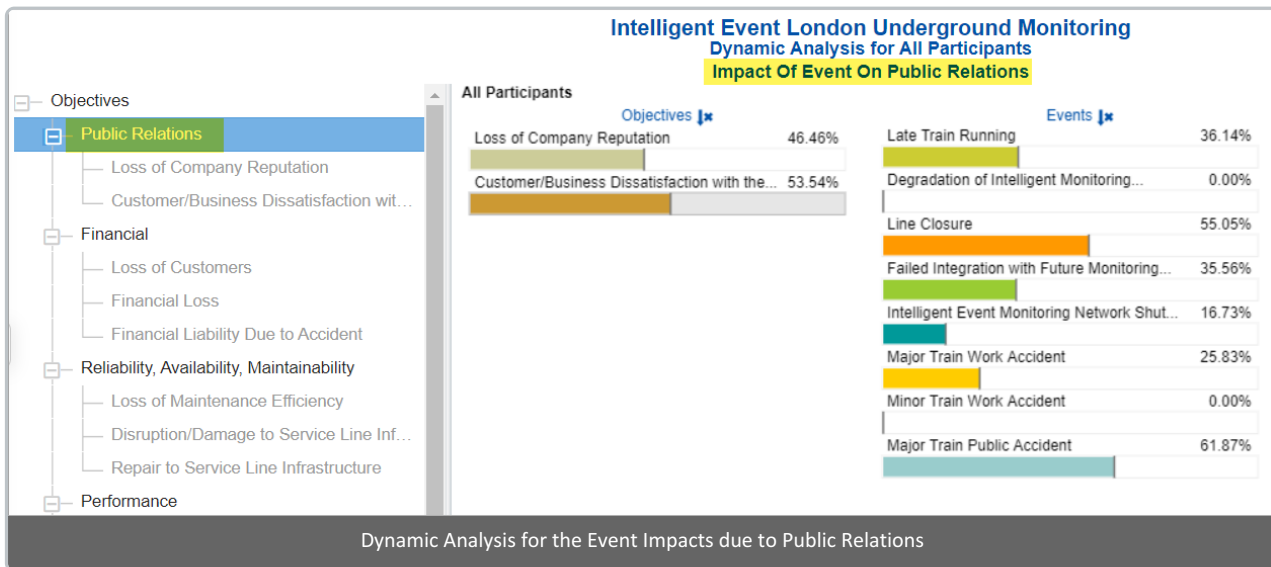 Intelligent Event London Underground Monitoring
Dynamic Analysis for All Participants
Impact Of Event On Public Relations
Objectives
Public Relations
Loss of Company Reputation
Customer/Business Dissatisfaction wit...
Financial
Loss of Customers
Financial Loss
Financial Liability Due to Accident
Reliability, Availability, Maintainability
Loss of Maintenance Efficiency
Disruption/Damage to Service Line Inf...
Repair to Service Line Infrastructure
Performance
All Participants
Objectives
Loss of Company Reputation 46.46%
Customer/Business Dissatisfaction with the... 53.54%
Events
Late Train Running 36.14%
Degradation of Intelligent Monitoring... 0.00%
Line Closure 55.05%
Failed Integration with Future Monitoring... 35.56%
Intelligent Event Monitoring Network Shut... 16.73%
Major Train Work Accident 25.83%
Minor Train Work Accident 0.00%
Major Train Public Accident 61.87%
Dynamic Analysis for the Event Impacts due to Public Relations